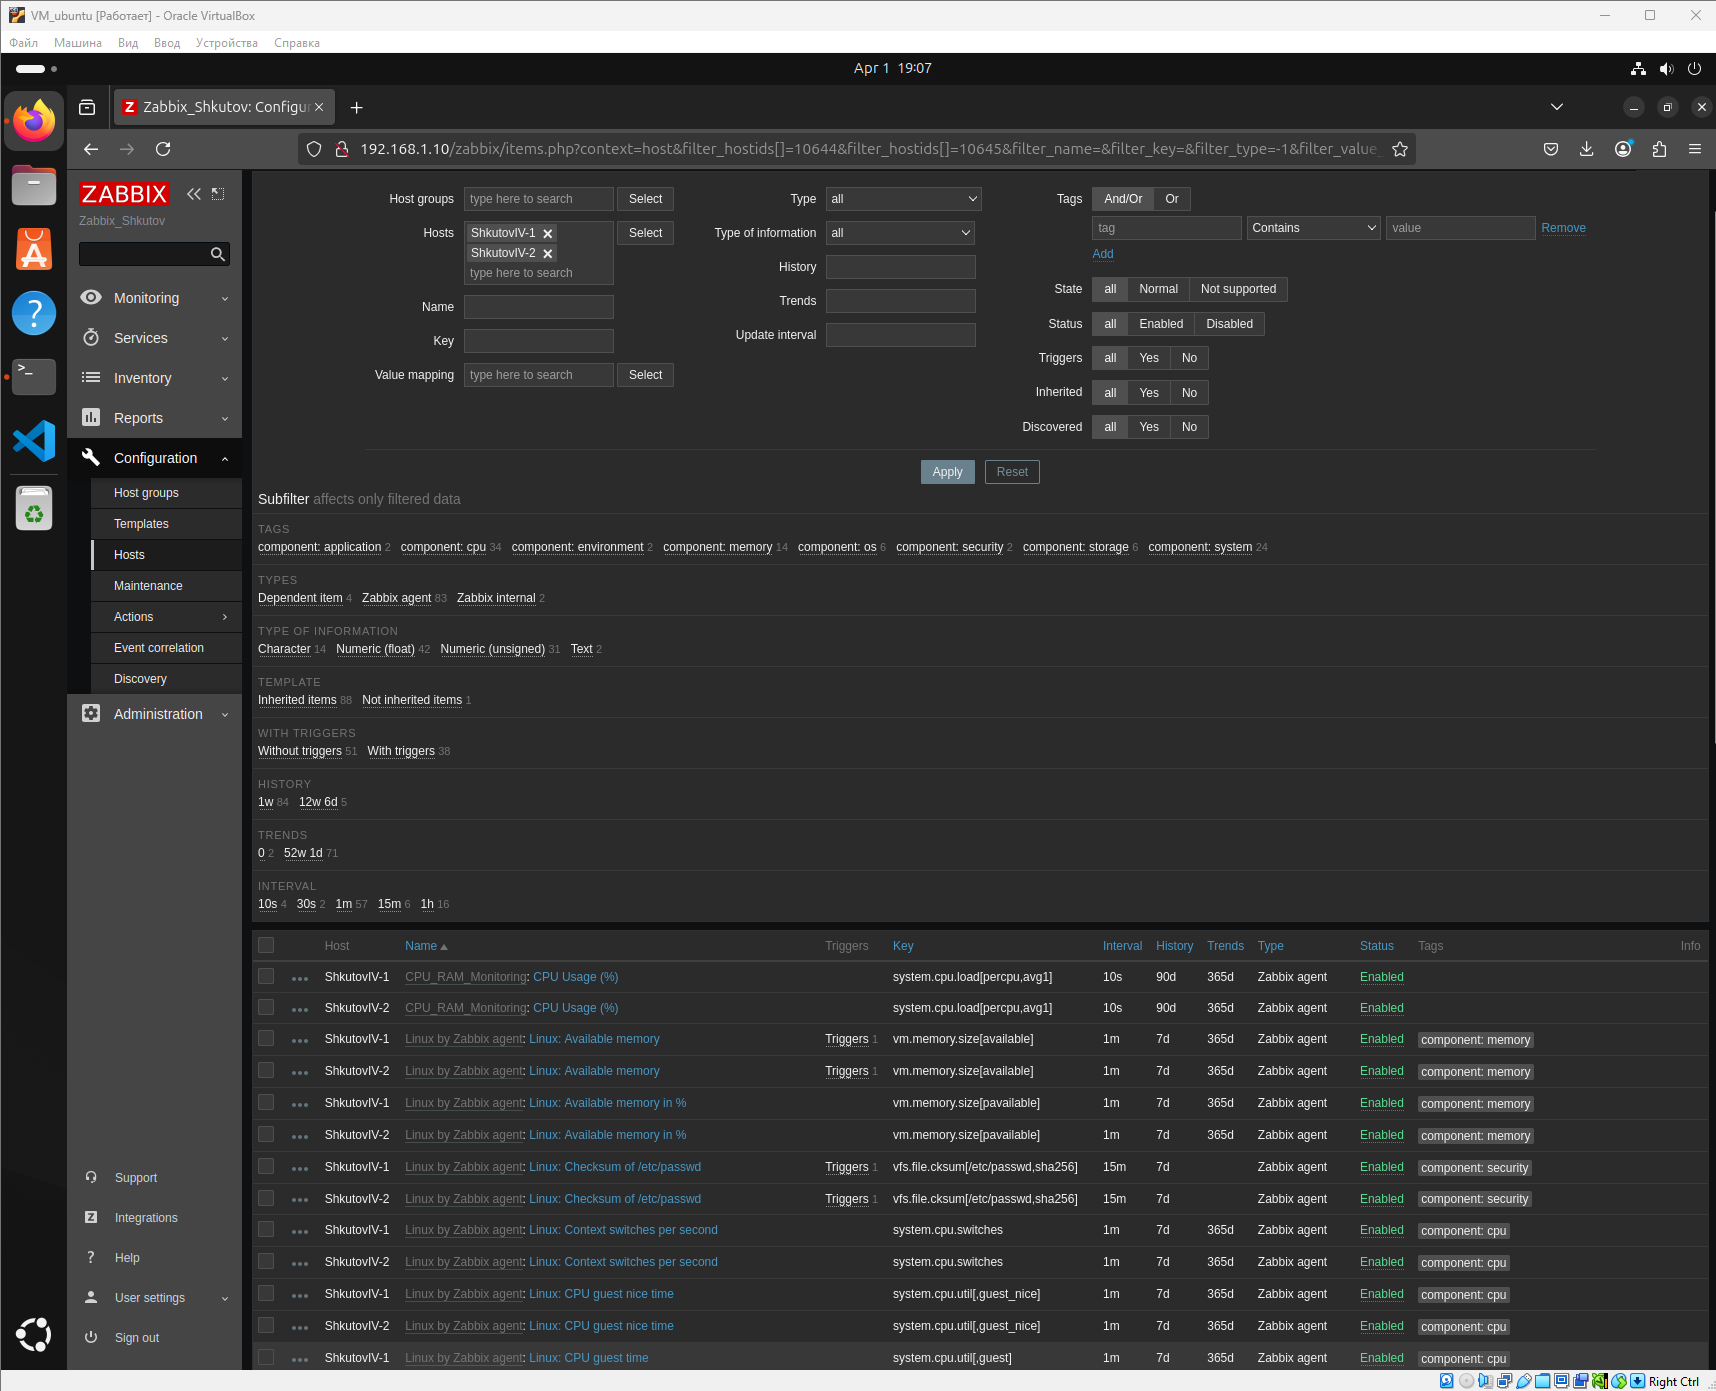 VM_ubuntu [Работает] - Oracle VirtualBox
Файл Машина Вид Ввод Устройства Справка
Apr 1 19:07
Zabbix_Shkutov: Configu
192.168.1.10/zabbix/items.php?context=host&filter_hostids[]=10644&filter_hostids[]=10645&filter_name=&filter_key=&filter_type=-1&filter_value_
ZABBIX
Zabbix_Shkutov
Monitoring
Services
Inventory
Reports
Configuration
Host groups
Templates
Hosts
Maintenance
Actions
Event correlation
Discovery
Administration
Support
Integrations
Help
User settings
Sign out
Host groups type here to search Select
Hosts ShkutovIV-1 Select
ShkutovIV-2
type here to search
Name
Key
Value mapping type here to search Select
Type all
Type of information all
History
Trends
Update interval
Tags And/Or Or
tag Contains value Remove
Add
State all Normal Not supported
Status all Enabled Disabled
Triggers all Yes No
Inherited all Yes No
Discovered all Yes No
Apply Reset
Subfilter affects only filtered data
TAGS
component: application 2 component: cpu 34 component: environment 2 component: memory 14 component: os 6 component: security 2 component: storage 6 component: system 24
TYPES
Dependent item 4 Zabbix agent 83 Zabbix internal 2
TYPE OF INFORMATION
Character 14 Numeric (float) 42 Numeric (unsigned) 31 Text 2
TEMPLATE
Inherited items 88 Not inherited items 1
WITH TRIGGERS
Without triggers 51 With triggers 38
HISTORY
1w 84 12w 6d 5
TRENDS
0 2 52w 1d 71
INTERVAL
10s 4 30s 2 1m 57 15m 6 1h 16
Host Name Triggers Key Interval History Trends Type Status Tags Info
ShkutovIV-1 CPU_RAM_Monitoring: CPU Usage (%) system.cpu.load[percpu,avg1] 10s 90d 365d Zabbix agent Enabled
ShkutovIV-2 CPU_RAM_Monitoring: CPU Usage (%) system.cpu.load[percpu,avg1] 10s 90d 365d Zabbix agent Enabled
ShkutovIV-1 Linux by Zabbix agent: Linux: Available memory Triggers 1 vm.memory.size[available] 1m 7d 365d Zabbix agent Enabled component: memory
ShkutovIV-2 Linux by Zabbix agent: Linux: Available memory Triggers 1 vm.memory.size[available] 1m 7d 365d Zabbix agent Enabled component: memory
ShkutovIV-1 Linux by Zabbix agent: Linux: Available memory in % vm.memory.size[pavailable] 1m 7d 365d Zabbix agent Enabled component: memory
ShkutovIV-2 Linux by Zabbix agent: Linux: Available memory in % vm.memory.size[pavailable] 1m 7d 365d Zabbix agent Enabled component: memory
ShkutovIV-1 Linux by Zabbix agent: Linux: Checksum of /etc/passwd Triggers 1 vfs.file.cksum[/etc/passwd,sha256] 15m 7d Zabbix agent Enabled component: security
ShkutovIV-2 Linux by Zabbix agent: Linux: Checksum of /etc/passwd Triggers 1 vfs.file.cksum[/etc/passwd,sha256] 15m 7d Zabbix agent Enabled component: security
ShkutovIV-1 Linux by Zabbix agent: Linux: Context switches per second system.cpu.switches 1m 7d 365d Zabbix agent Enabled component: cpu
ShkutovIV-2 Linux by Zabbix agent: Linux: Context switches per second system.cpu.switches 1m 7d 365d Zabbix agent Enabled component: cpu
ShkutovIV-1 Linux by Zabbix agent: Linux: CPU guest nice time system.cpu.util[,guest_nice] 1m 7d 365d Zabbix agent Enabled component: cpu
ShkutovIV-2 Linux by Zabbix agent: Linux: CPU guest nice time system.cpu.util[,guest_nice] 1m 7d 365d Zabbix agent Enabled component: cpu
ShkutovIV-1 Linux by Zabbix agent: Linux: CPU guest time system.cpu.util[,guest] 1m 7d 365d Zabbix agent Enabled component: cpu
Right Ctrl